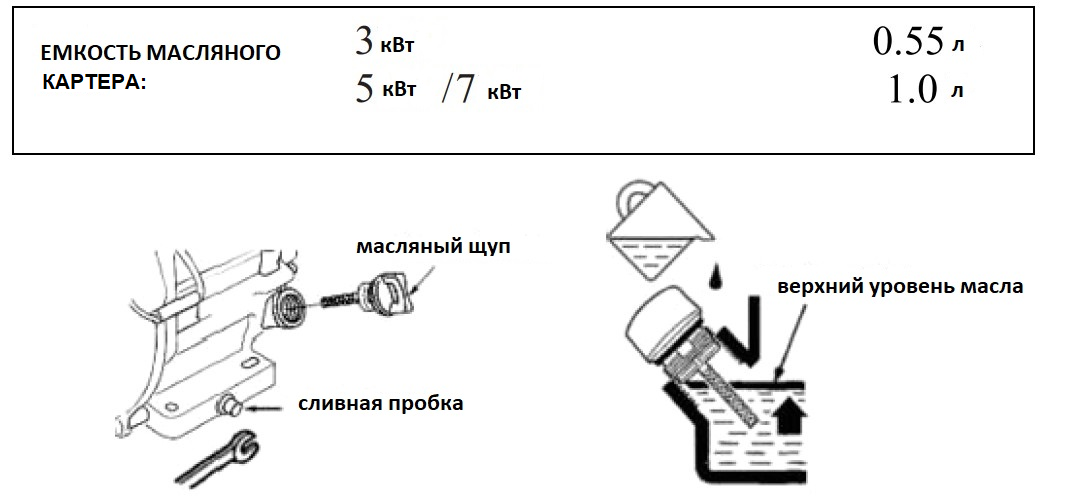 ЕМКОСТЬ МАСЛЯНОГО 3 кВт 0.55 л
КАРТЕРА: 5 кВт /7 кВт 1.0 л
масляный щуп
верхний уровень масла
сливная пробка